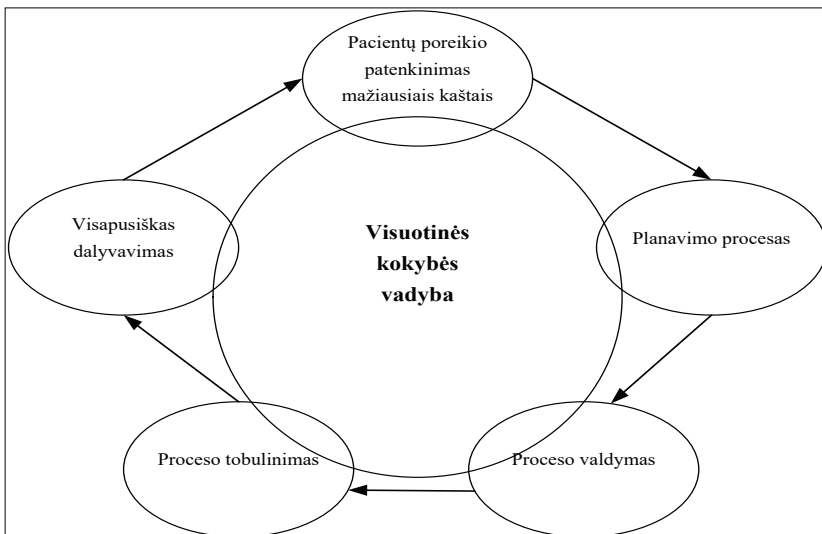 Pacientų poreikio
patenkinimas
mažiausiais kaštais
Visapusiškas
dalyvavimas
Visuotinės
kokybės
vadyba
Planavimo procesas
Proceso tobulinimas
Proceso valdymas